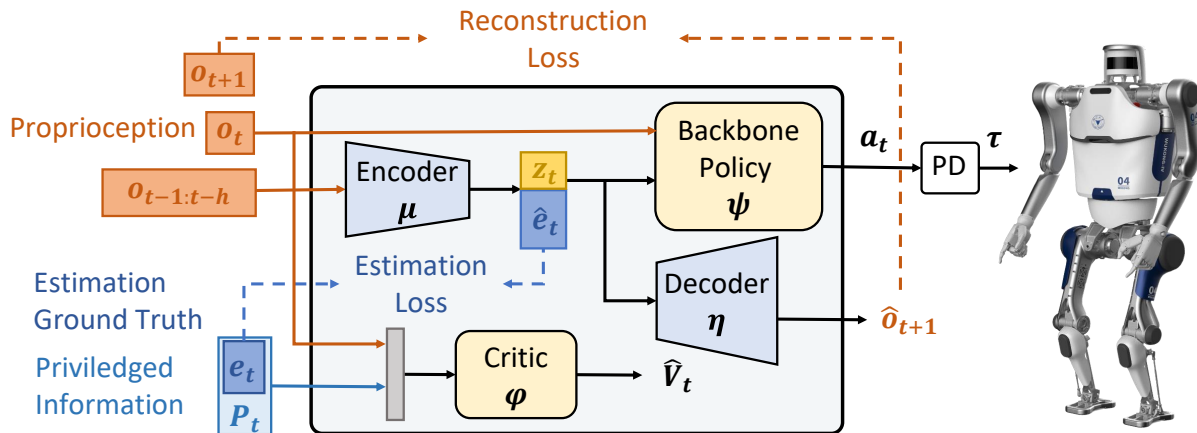 Reconstruction
Loss
o_{t+1}
Proprioception
o_t
o_{t-1:t-h}
Encoder
μ
z_t
ê_t
Backbone
Policy
ψ
a_t
PD
τ
Estimation
Loss
Decoder
η
ô_{t+1}
Estimation
Ground Truth
e_t
Priviledged
Information
P_t
Critic
φ
V̂_t
04
04